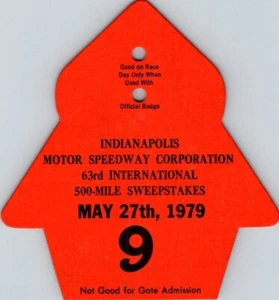 Good on Race
Day Only When
Used With
Official Badge
INDIANAPOLIS
MOTOR SPEEDWAY CORPORATION
63rd INTERNATIONAL
500-MILE SWEEPSTAKES
MAY 27th, 1979
9
Not Good for Gate Admission